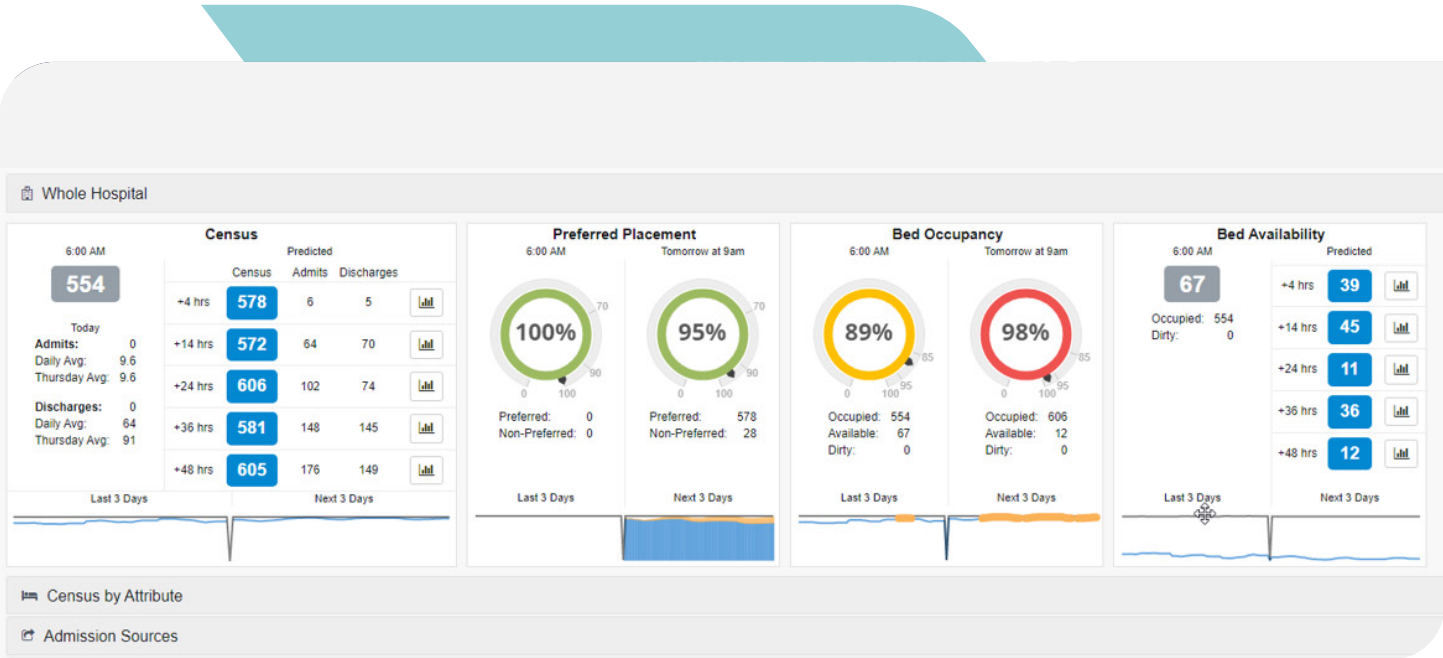 Whole Hospital
Census
6:00 AM
Predicted
554
Census Admits Discharges
+4 hrs 578 6 5
+14 hrs 572 64 70
+24 hrs 606 102 74
+36 hrs 581 148 145
+48 hrs 605 176 149
Today
Admits: 0
Daily Avg: 9.6
Thursday Avg: 9.6
Discharges: 0
Daily Avg: 64
Thursday Avg: 91
Last 3 Days
Next 3 Days
Preferred Placement
6:00 AM
Tomorrow at 9am
100%
70
90
0 100
95%
70
90
0 100
Preferred: 0
Non-Preferred: 0
Preferred: 578
Non-Preferred: 28
Last 3 Days
Next 3 Days
Bed Occupancy
6:00 AM
Tomorrow at 9am
89%
85
95
0 100
98%
85
95
0 100
Occupied: 554
Available: 67
Dirty: 0
Occupied: 606
Available: 12
Dirty: 0
Last 3 Days
Next 3 Days
Bed Availability
6:00 AM
Predicted
67
Occupied: 554
Dirty: 0
+4 hrs 39
+14 hrs 45
+24 hrs 11
+36 hrs 36
+48 hrs 12
Last 3 Days
Next 3 Days
Census by Attribute
Admission Sources